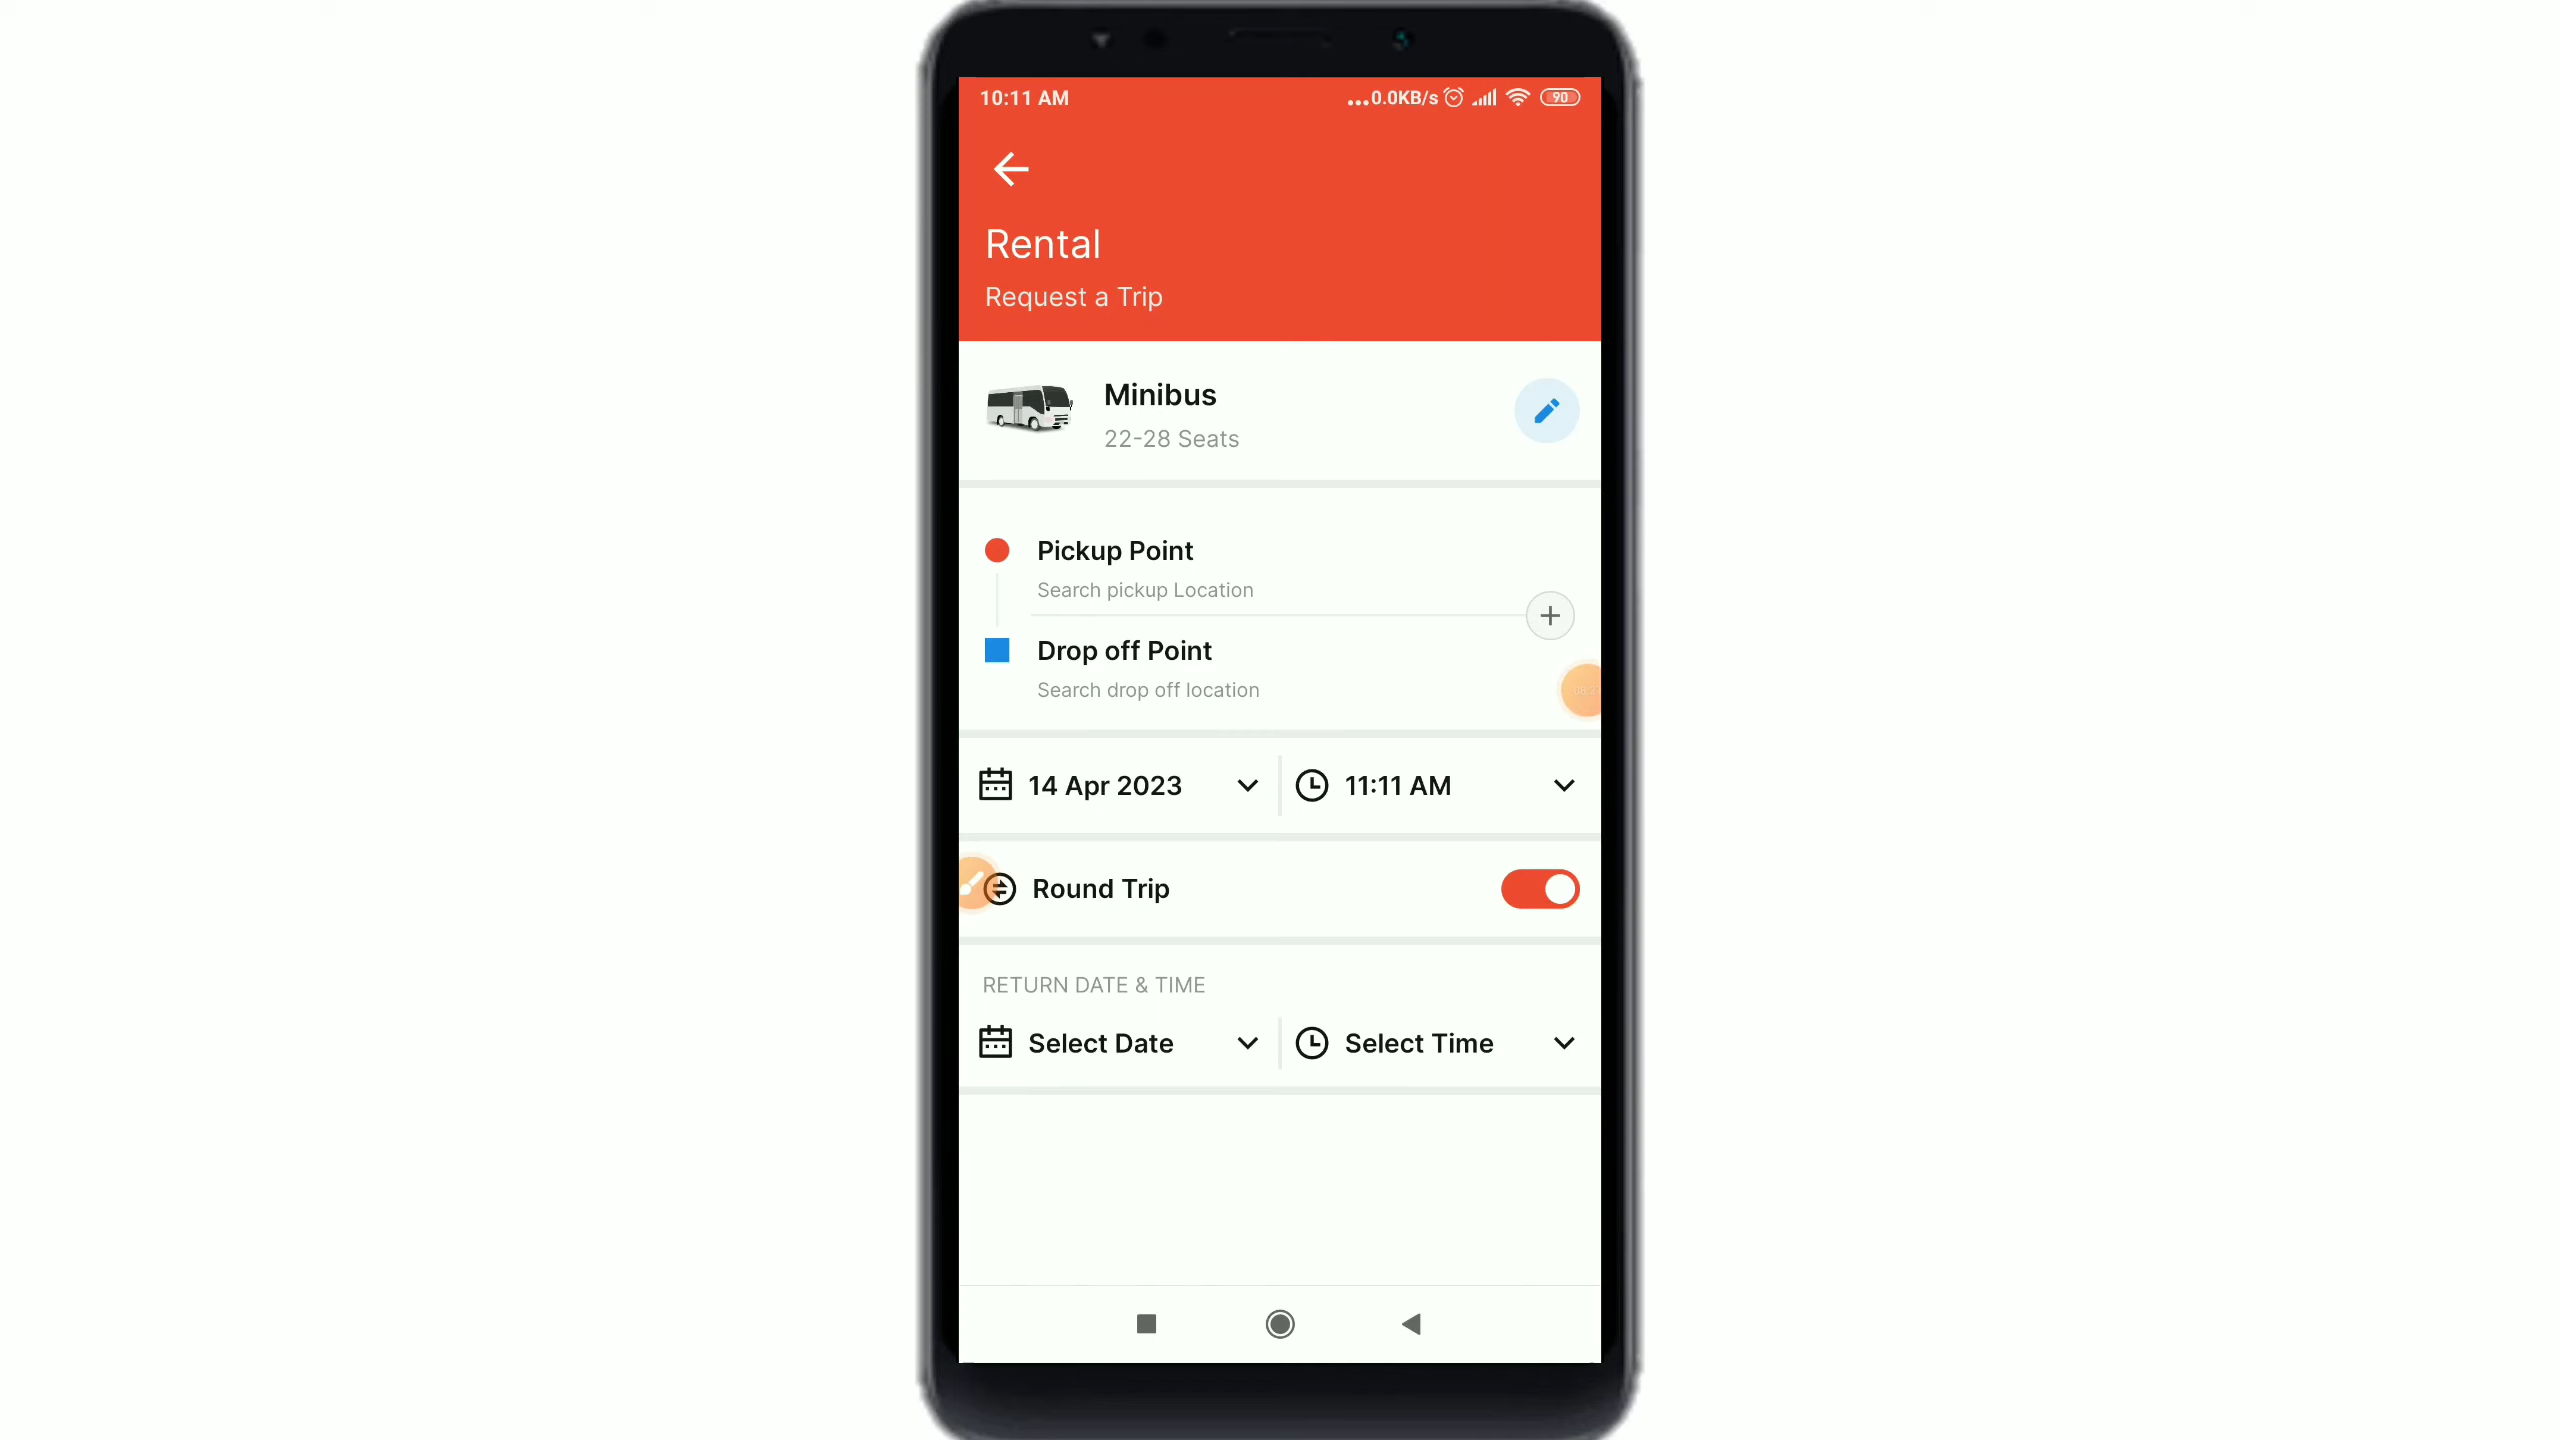 10:11 AM
...0.0KB/s
90
Rental
Request a Trip
Minibus
22-28 Seats
Pickup Point
Search pickup Location
Drop off Point
Search drop off location
14 Apr 2023
11:11 AM
Round Trip
RETURN DATE & TIME
Select Date
Select Time